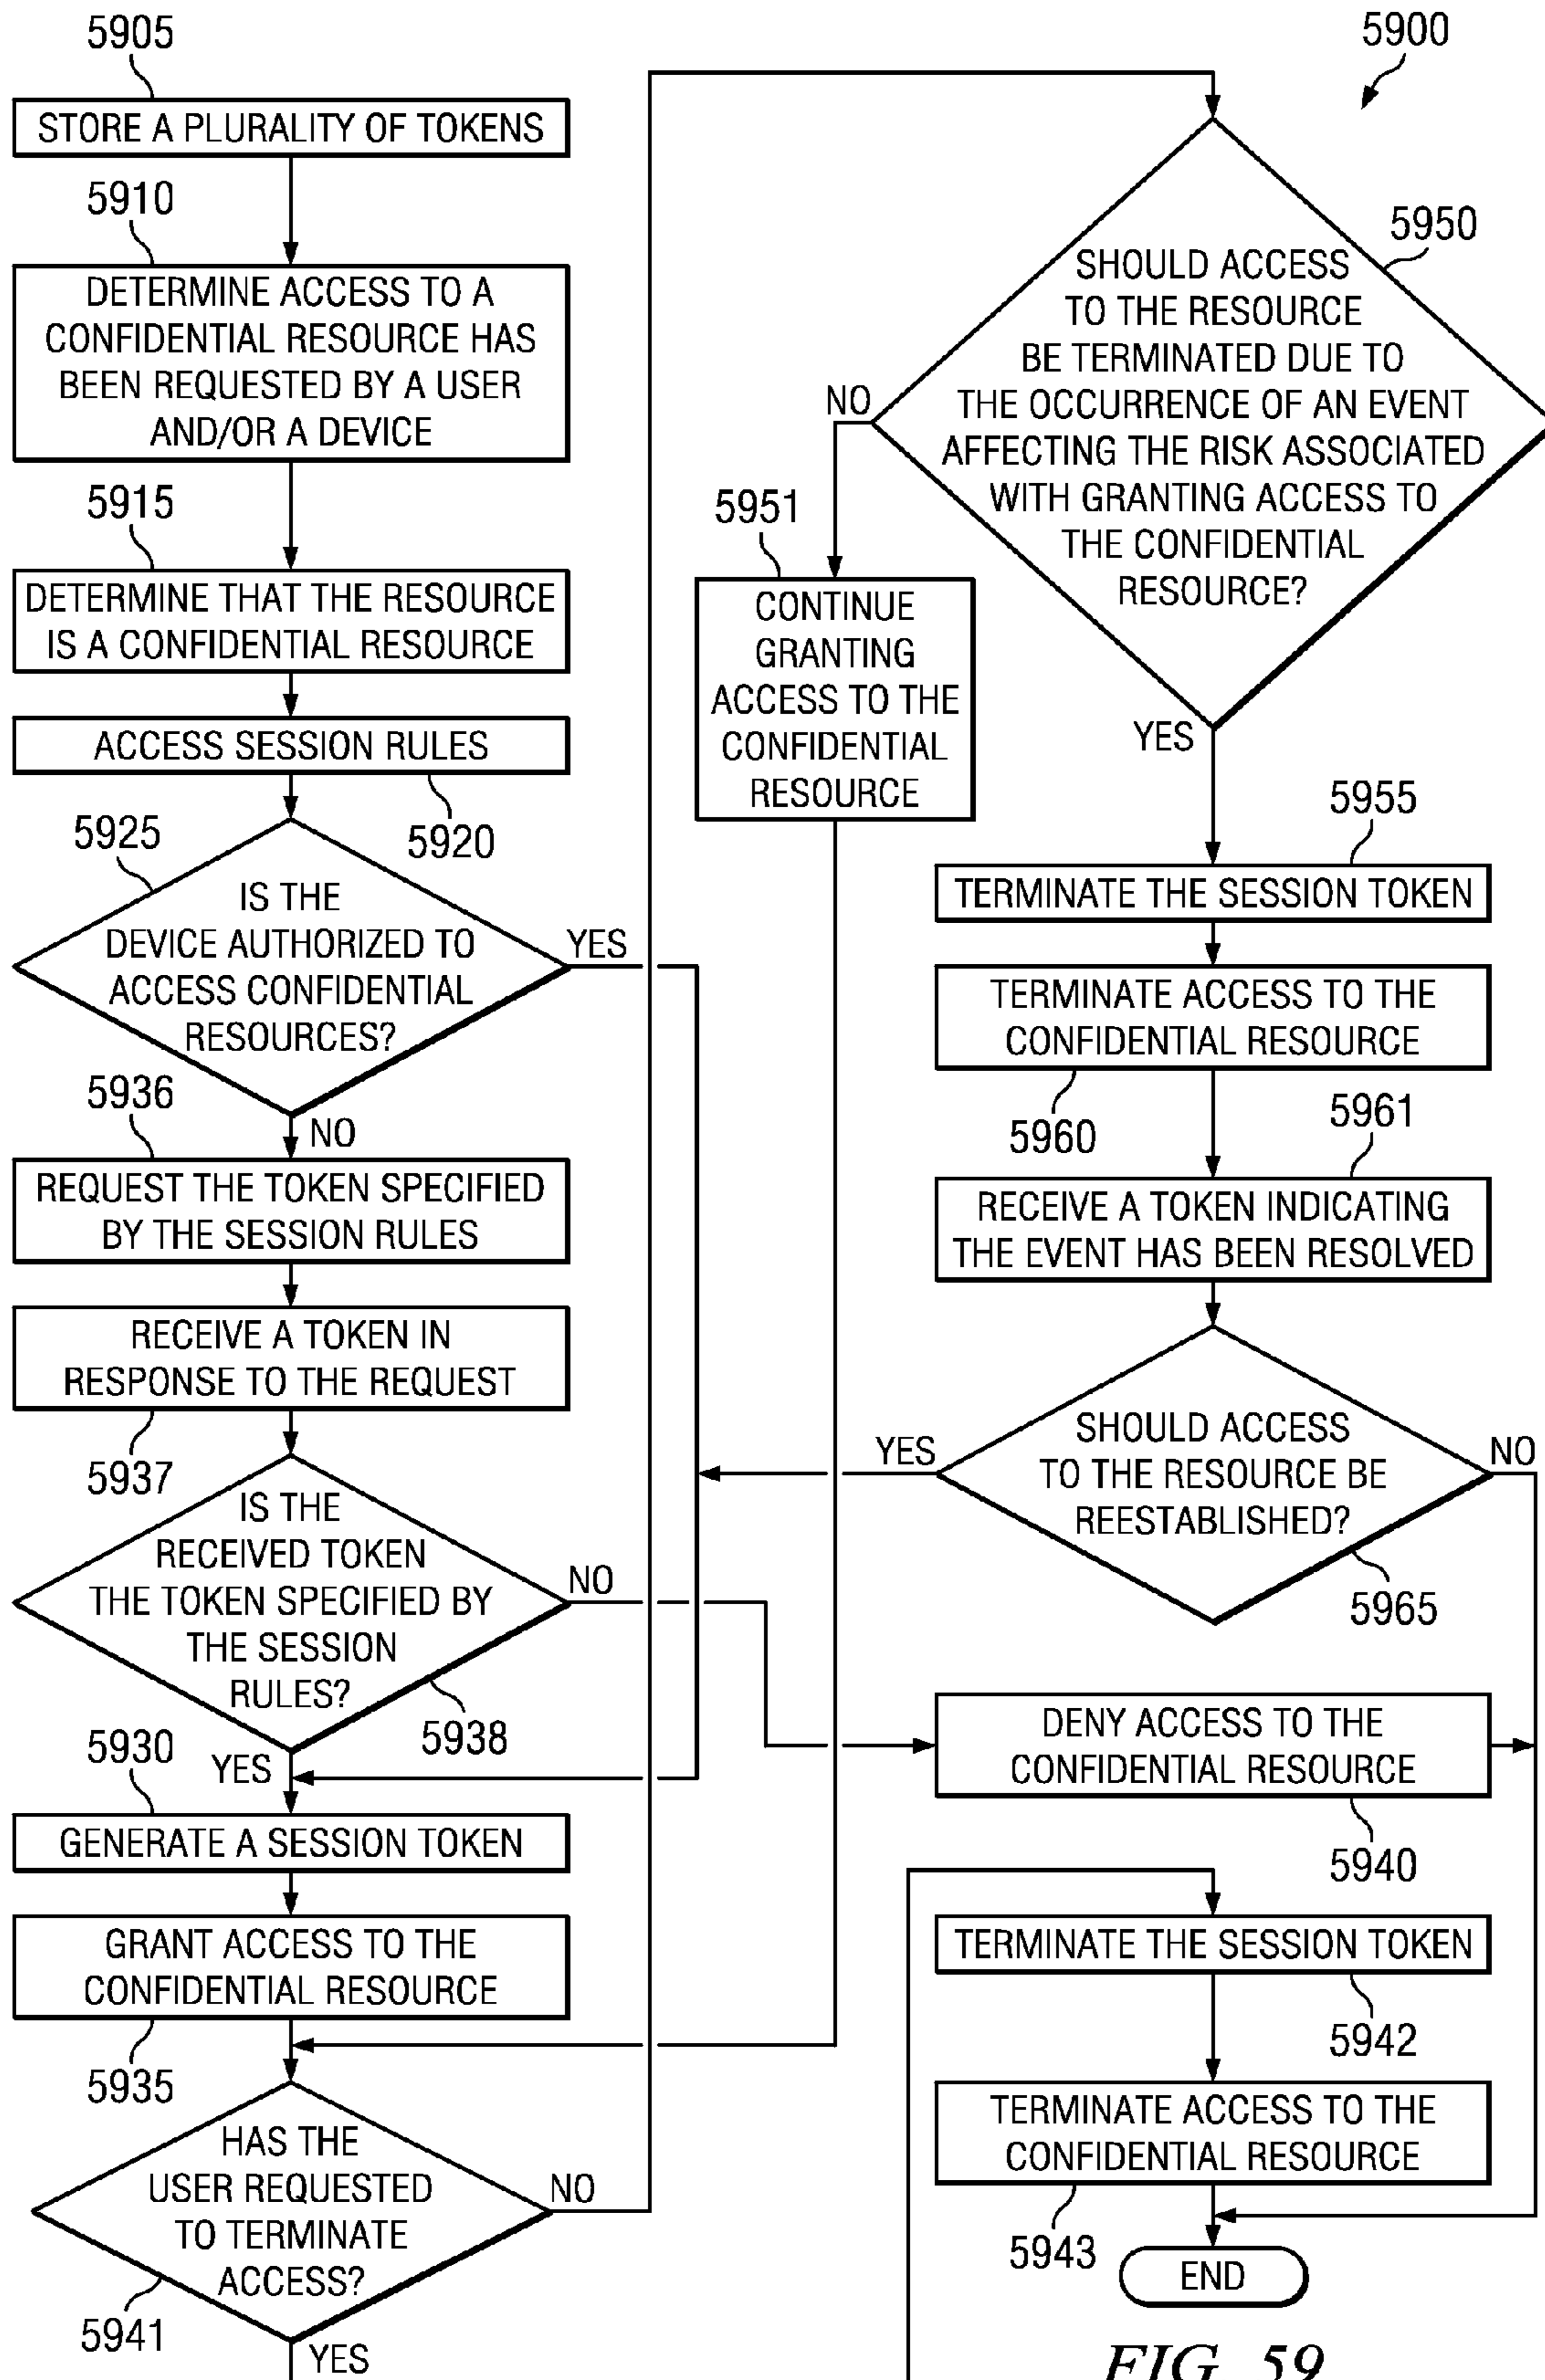 5905
STORE A PLURALITY OF TOKENS
5910
DETERMINE ACCESS TO A
CONFIDENTIAL RESOURCE HAS
BEEN REQUESTED BY A USER
AND/OR A DEVICE
5915
DETERMINE THAT THE RESOURCE
IS A CONFIDENTIAL RESOURCE
ACCESS SESSION RULES
5920
5925
IS THE
DEVICE AUTHORIZED TO
ACCESS CONFIDENTIAL
RESOURCES?
YES
NO
5936
REQUEST THE TOKEN SPECIFIED
BY THE SESSION RULES
RECEIVE A TOKEN IN
RESPONSE TO THE REQUEST
5937
IS THE
RECEIVED TOKEN
THE TOKEN SPECIFIED BY
THE SESSION
RULES?
NO
5938
YES
5930
GENERATE A SESSION TOKEN
GRANT ACCESS TO THE
CONFIDENTIAL RESOURCE
5935
HAS THE
USER REQUESTED
TO TERMINATE
ACCESS?
NO
5941
YES
5900
5950
SHOULD ACCESS
TO THE RESOURCE
BE TERMINATED DUE TO
THE OCCURRENCE OF AN EVENT
AFFECTING THE RISK ASSOCIATED
WITH GRANTING ACCESS TO
THE CONFIDENTIAL
RESOURCE?
NO
5951
CONTINUE
GRANTING
ACCESS TO THE
CONFIDENTIAL
RESOURCE
YES
5955
TERMINATE THE SESSION TOKEN
TERMINATE ACCESS TO THE
CONFIDENTIAL RESOURCE
5960
5961
RECEIVE A TOKEN INDICATING
THE EVENT HAS BEEN RESOLVED
SHOULD ACCESS
TO THE RESOURCE BE
REESTABLISHED?
YES
NO
5965
DENY ACCESS TO THE
CONFIDENTIAL RESOURCE
5940
TERMINATE THE SESSION TOKEN
5942
TERMINATE ACCESS TO THE
CONFIDENTIAL RESOURCE
5943
END
FIG. 59